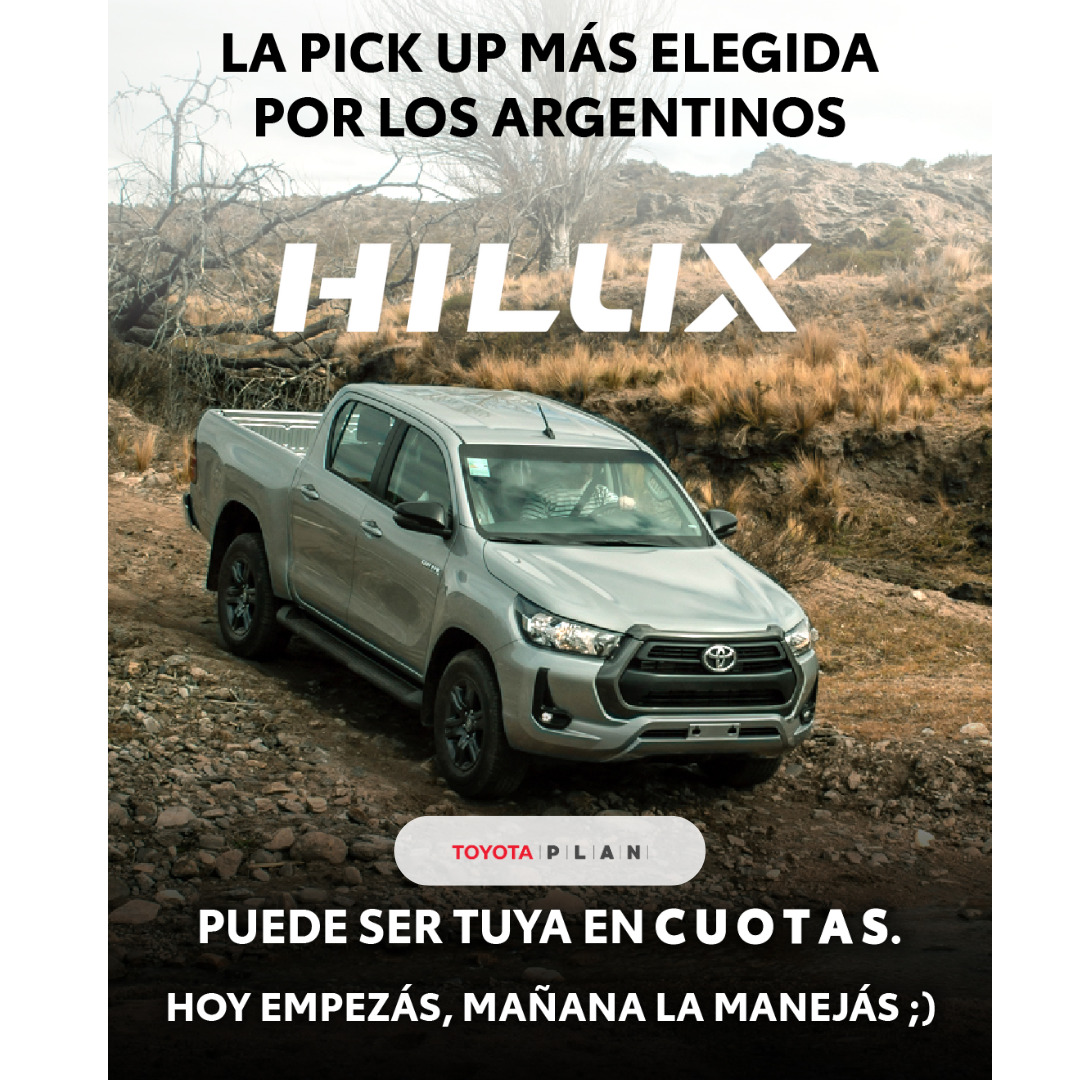 LA PICK UP MÁS ELEGIDA
POR LOS ARGENTINOS
HILUX
TOYOTA PLAN
PUEDE SER TUYA EN CUOTAS.
HOY EMPEZÁS, MAÑANA LA MANEJÁS ;)